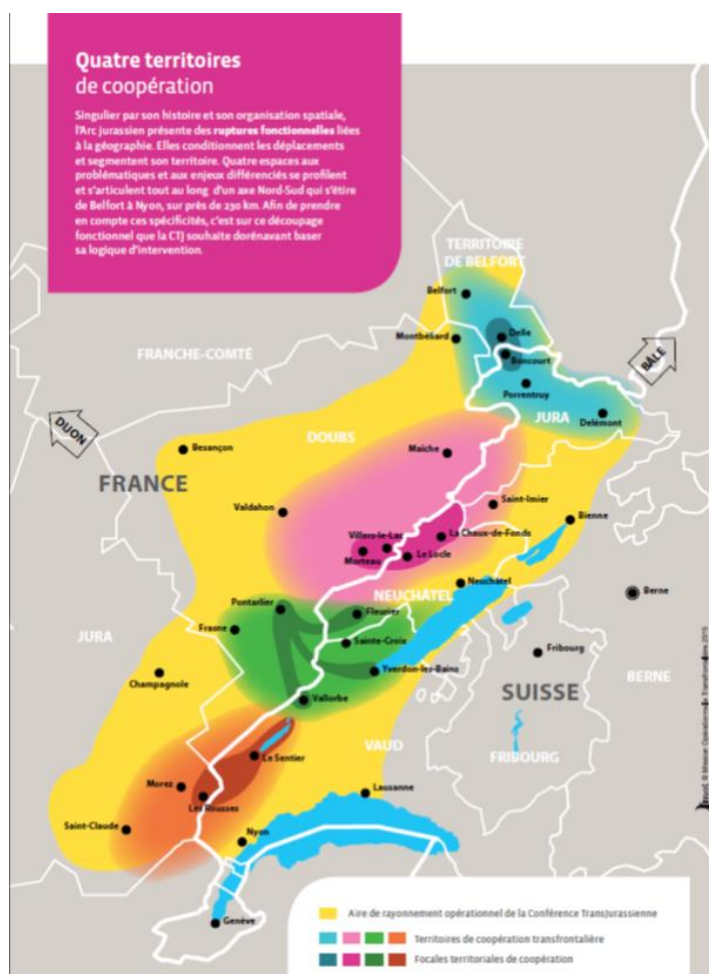 Quatre territoires
de coopération
Singulier par son histoire et son organisation spatiale,
l'Arc jurassien présente des ruptures fonctionnelles liées
à la géographie. Elles conditionnent les déplacements
et segmentent son territoire. Quatre espaces aux
problématiques et aux enjeux différenciés se profilent
et s'articulent tout au long d'un axe Nord-Sud qui s'étire
de Belfort à Nyon, sur près de 230 km. Afin de prendre
en compte ces spécificités, c'est sur ce découpage
fonctionnel que la CTJ souhaite dorénavant baser
sa logique d'intervention.
TERRITOIRE
DE BELFORT
Belfort
Montbéliard
Delle
FRANCHE-COMTÉ
Boncourt
BÂLE
Porrentruy
JURA
Delémont
DIJON
DOUBS
Besançon
Maîche
FRANCE
Saint-Imier
Valdahon
Bienne
Villers-le-Lac
La Chaux-de-Fonds
Morteau
Le Locle
Neuchâtel
Berne
NEUCHÂTEL
Pontarlier
Fleurier
Frasne
Sainte-Croix
JURA
Fribourg
Champagnole
Yverdon-les-Bains
SUISSE
BERNE
Vallorbe
VAUD
FRIBOURG
Le Sentier
Morez
Les Rousses
Lausanne
Saint-Claude
Nyon
Genève
© Mission Opérationnelle Transfrontalière 2015
Aire de rayonnement opérationnel de la Conférence TransJurassienne
Territoires de coopération transfrontalière
Focales territoriales de coopération